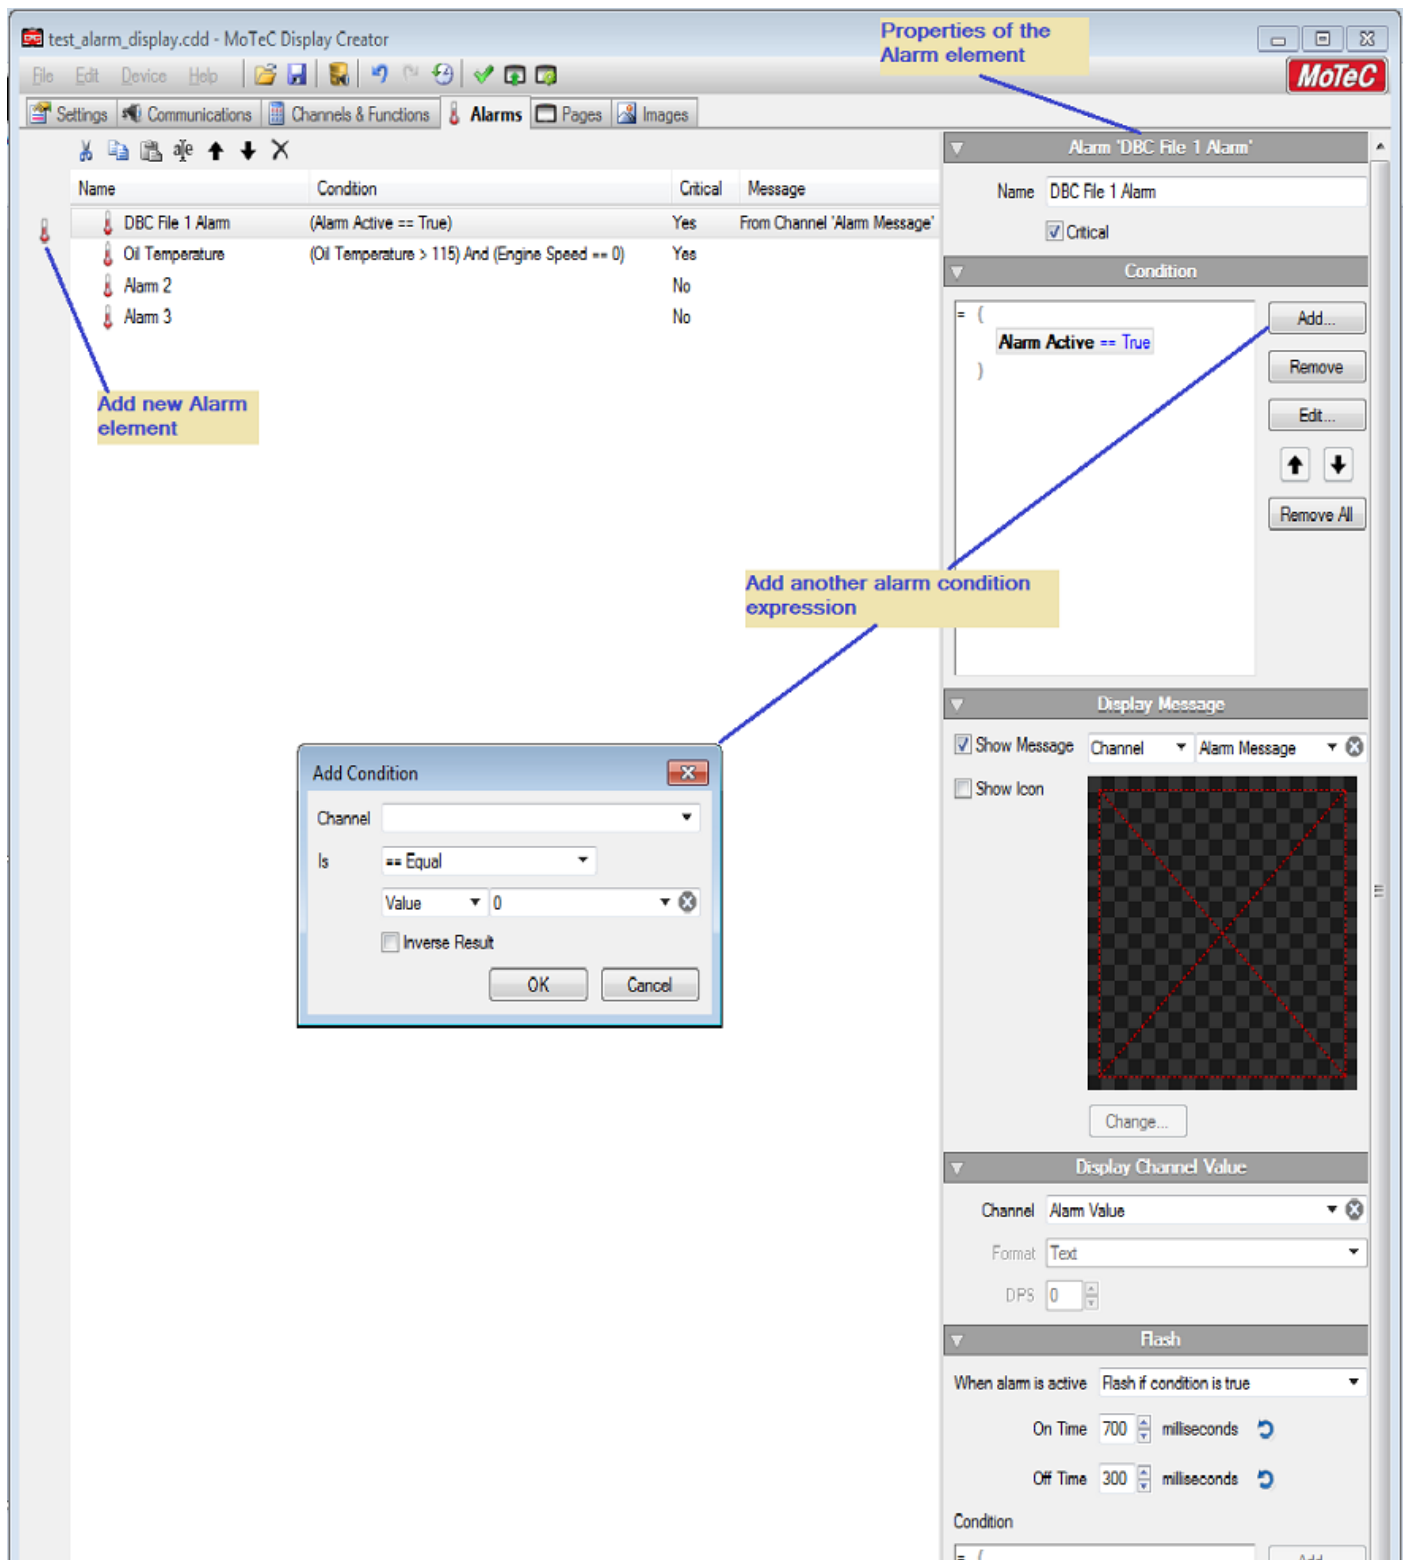 test_alarm_display.cdd - MoTeC Display Creator
Properties of the
Alarm element
File Edit Device Help
MoTeC
Settings Communications Channels & Functions Alarms Pages Images
Alarm 'DBC File 1 Alarm'
Name Condition Critical Message
Name DBC File 1 Alarm
DBC File 1 Alarm (Alarm Active == True) Yes From Channel 'Alarm Message'
Critical
Oil Temperature (Oil Temperature > 115) And (Engine Speed == 0) Yes
Alarm 2 No
Alarm 3 No
Condition
= (
Alarm Active == True
)
Add...
Remove
Edit...
Remove All
Add new Alarm
element
Add another alarm condition
expression
Display Message
Show Message Channel Alarm Message
Show Icon
Change...
Add Condition
Channel
Is == Equal
Value 0
Inverse Result
OK Cancel
Display Channel Value
Channel Alarm Value
Format Text
DPS 0
Flash
When alarm is active Flash if condition is true
On Time 700 milliseconds
Off Time 300 milliseconds
Condition
= (
Add...